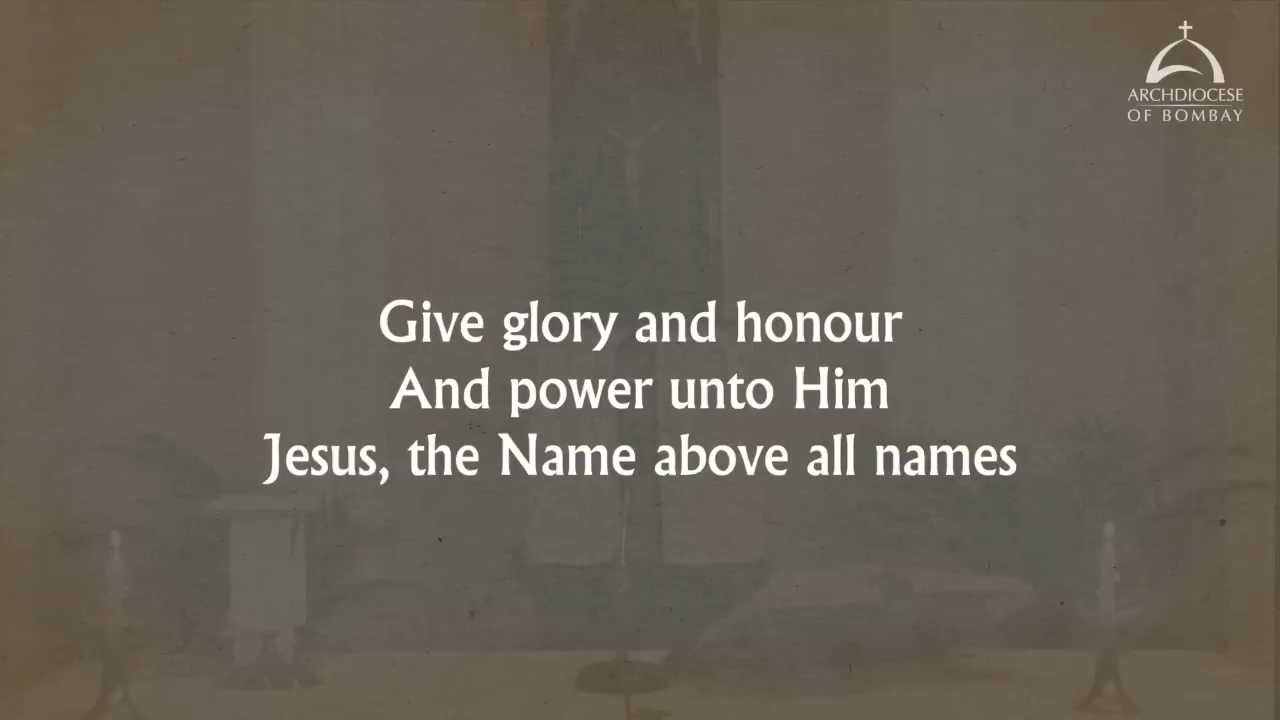 ARCHDIOCESE
OF BOMBAY
Give glory and honour
And power unto Him
Jesus, the Name above all names